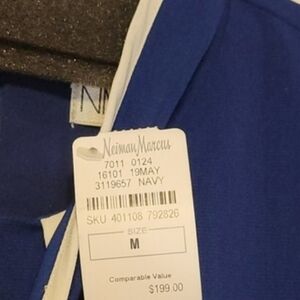 Neiman Marcus
7011 0124
16101 19MAY
3119657 NAVY
SKU 401108 792826
SIZE
M
Comparable Value
$199.00